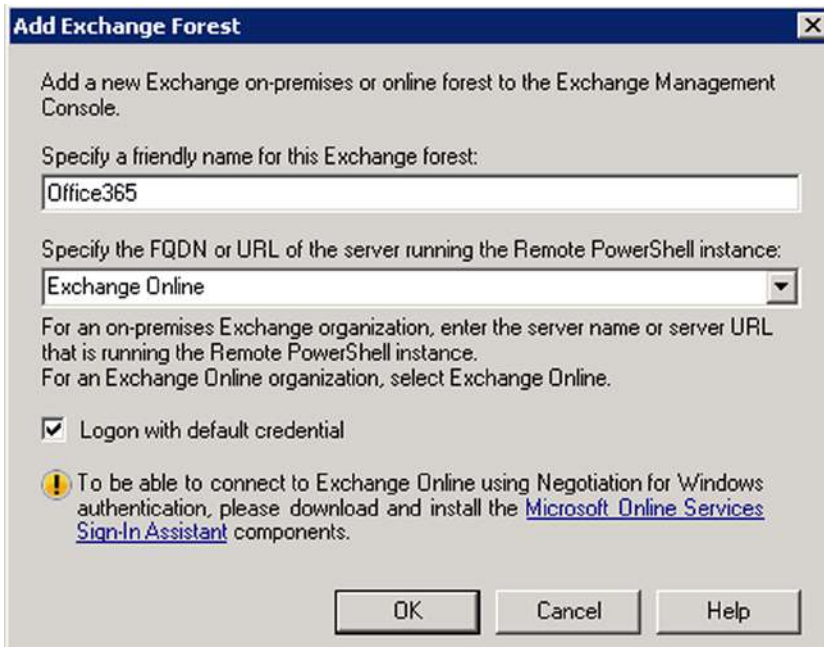 Add Exchange Forest
Add a new Exchange on-premises or online forest to the Exchange Management
Console.
Specify a friendly name for this Exchange forest:
Office365
Specify the FQDN or URL of the server running the Remote PowerShell instance:
Exchange Online
For an on-premises Exchange organization, enter the server name or server URL
that is running the Remote PowerShell instance.
For an Exchange Online organization, select Exchange Online.
Logon with default credential
To be able to connect to Exchange Online using Negotiation for Windows
authentication, please download and install the Microsoft Online Services
Sign-In Assistant components.
OK Cancel Help